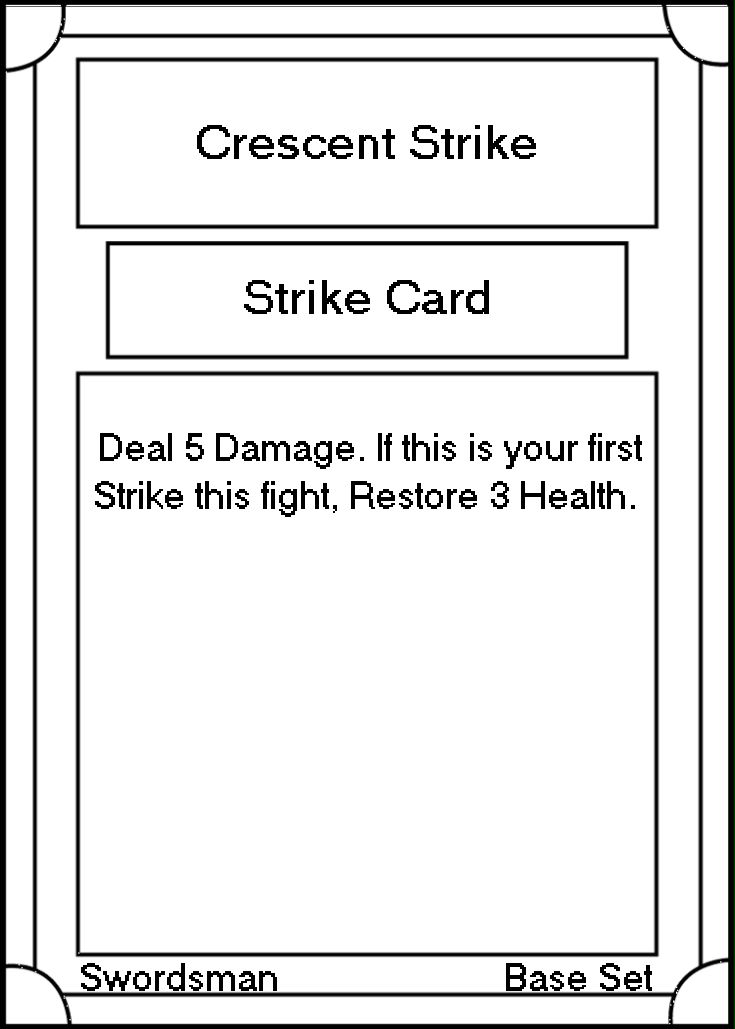 Crescent Strike
Strike Card
Deal 5 Damage. If this is your first
Strike this fight, Restore 3 Health.
Swordsman
Base Set